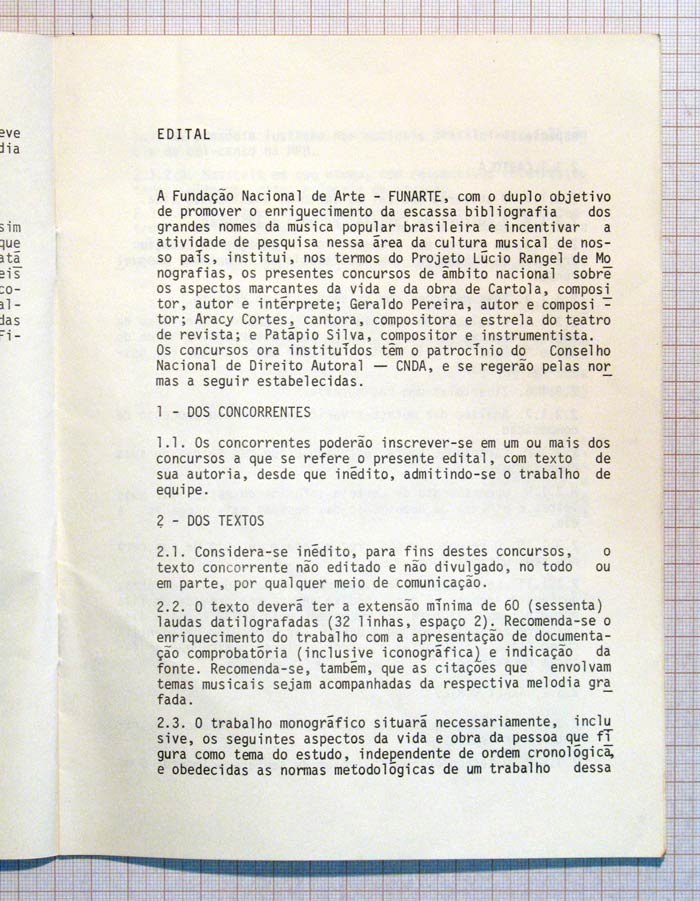 eve
dia
sim
que
atá
eis
co-
al-
das
Fi-
EDITAL
A Fundação Nacional de Arte - FUNARTE, com o duplo objetivo
de promover o enriquecimento da escassa bibliografia dos
grandes nomes da música popular brasileira e incentivar a
atividade de pesquisa nessa área da cultura musical de nos-
so país, institui, nos termos do Projeto Lúcio Rangel de Mo
nografias, os presentes concursos de âmbito nacional sobre
os aspectos marcantes da vida e da obra de Cartola, composi
tor, autor e intérprete; Geraldo Pereira, autor e composi -
tor; Aracy Cortes, cantora, compositora e estrela do teatro
de revista; e Patápio Silva, compositor e instrumentista.
Os concursos ora instituídos têm o patrocínio do Conselho
Nacional de Direito Autoral — CNDA, e se regerão pelas nor
mas a seguir estabelecidas.
1 - DOS CONCORRENTES
1.1. Os concorrentes poderão inscrever-se em um ou mais dos
concursos a que se refere o presente edital, com texto de
sua autoria, desde que inédito, admitindo-se o trabalho de
equipe.
2 - DOS TEXTOS
2.1. Considera-se inédito, para fins destes concursos, o
texto concorrente não editado e não divulgado, no todo ou
em parte, por qualquer meio de comunicação.
2.2. O texto deverá ter a extensão mínima de 60 (sessenta)
laudas datilografadas (32 linhas, espaço 2). Recomenda-se o
enriquecimento do trabalho com a apresentação de documenta-
ção comprobatória (inclusive iconográfica) e indicação da
fonte. Recomenda-se, também, que as citações que envolvam
temas musicais sejam acompanhadas da respectiva melodia gra
fada.
2.3. O trabalho monográfico situará necessariamente, inclu
sive, os seguintes aspectos da vida e obra da pessoa que fi
gura como tema do estudo, independente de ordem cronológica,
e obedecidas as normas metodológicas de um trabalho dessa